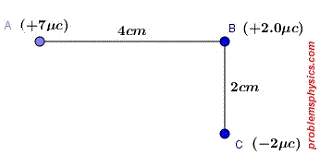 A (+7μc)
4cm
B (+2.0μc)
2cm
C (−2μc)
problemsphysics.com